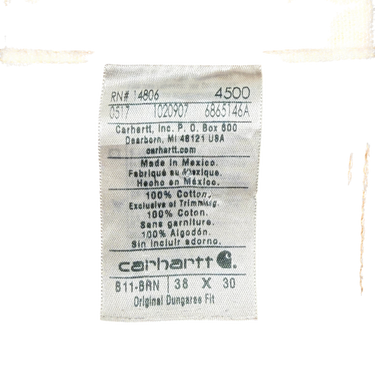 RN# 14806 4500
0517 1020907 6865146A
Carhartt, Inc. P. O. Box 600
Dearborn, MI 48121 USA
carhartt.com
Made in Mexico.
Fabriqué au Mexique.
Hecho en México.
100% Cotton.
Exclusive of Trimming.
100% Coton.
Sans garniture.
100% Algodón.
Sin incluir adorno.
carhartt
B11-BRN 38 X 30
Original Dungaree Fit